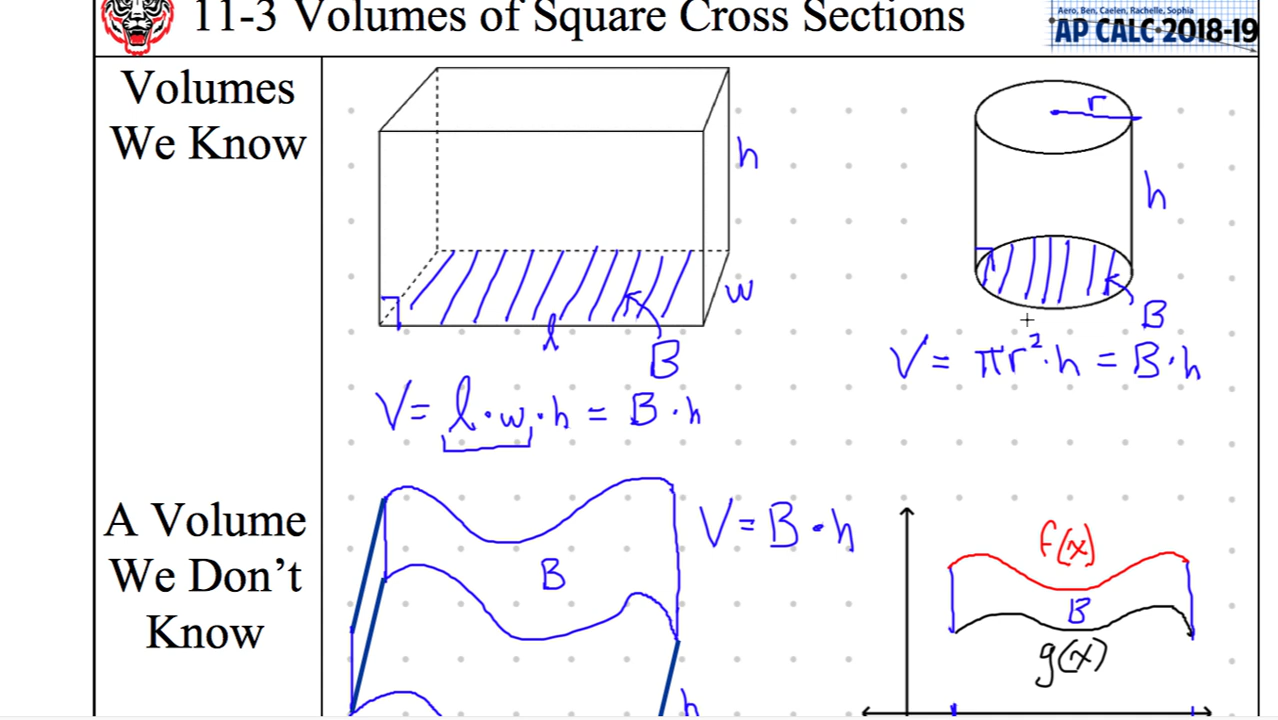 11-3 Volumes of Square Cross Sections
Aero, Ben, Caelen, Rachelle, Sophia
AP CALC 2018-19
Volumes
We Know
h
w
l
B
V = l · w · h = B · h
r
h
B
V = πr²· h = B · h
A Volume
We Don't
Know
B
h
V = B · h
f(x)
B
g(x)